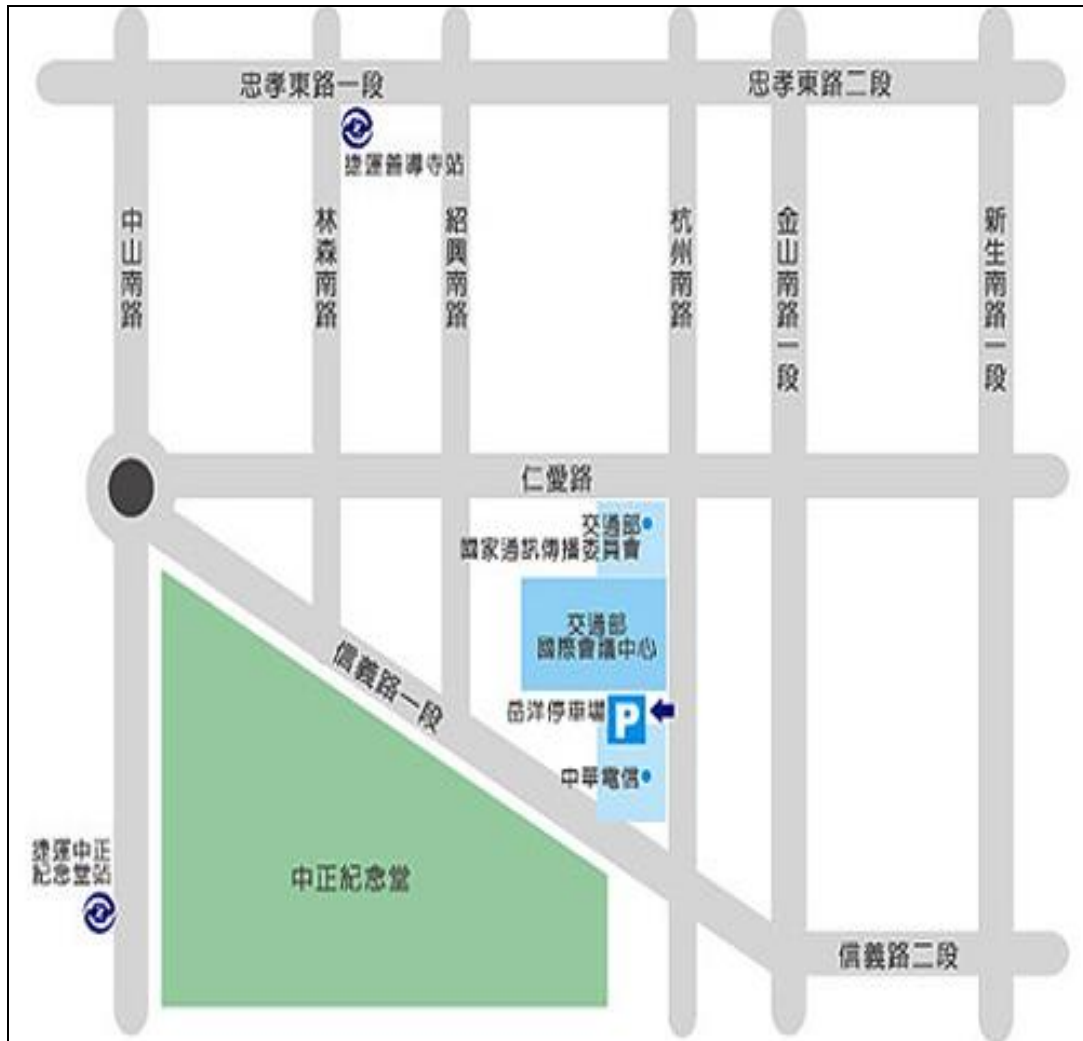 忠孝東路一段
忠孝東路二段
捷運善導寺站
中山南路
林森南路
紹興南路
杭州南路
金山南路一段
新生南路一段
仁愛路
交通部
國家通訊傳播委員會
交通部
國際會議中心
信義路一段
岳洋停車場
P
中華電信
捷運中正
紀念堂站
中正紀念堂
信義路二段